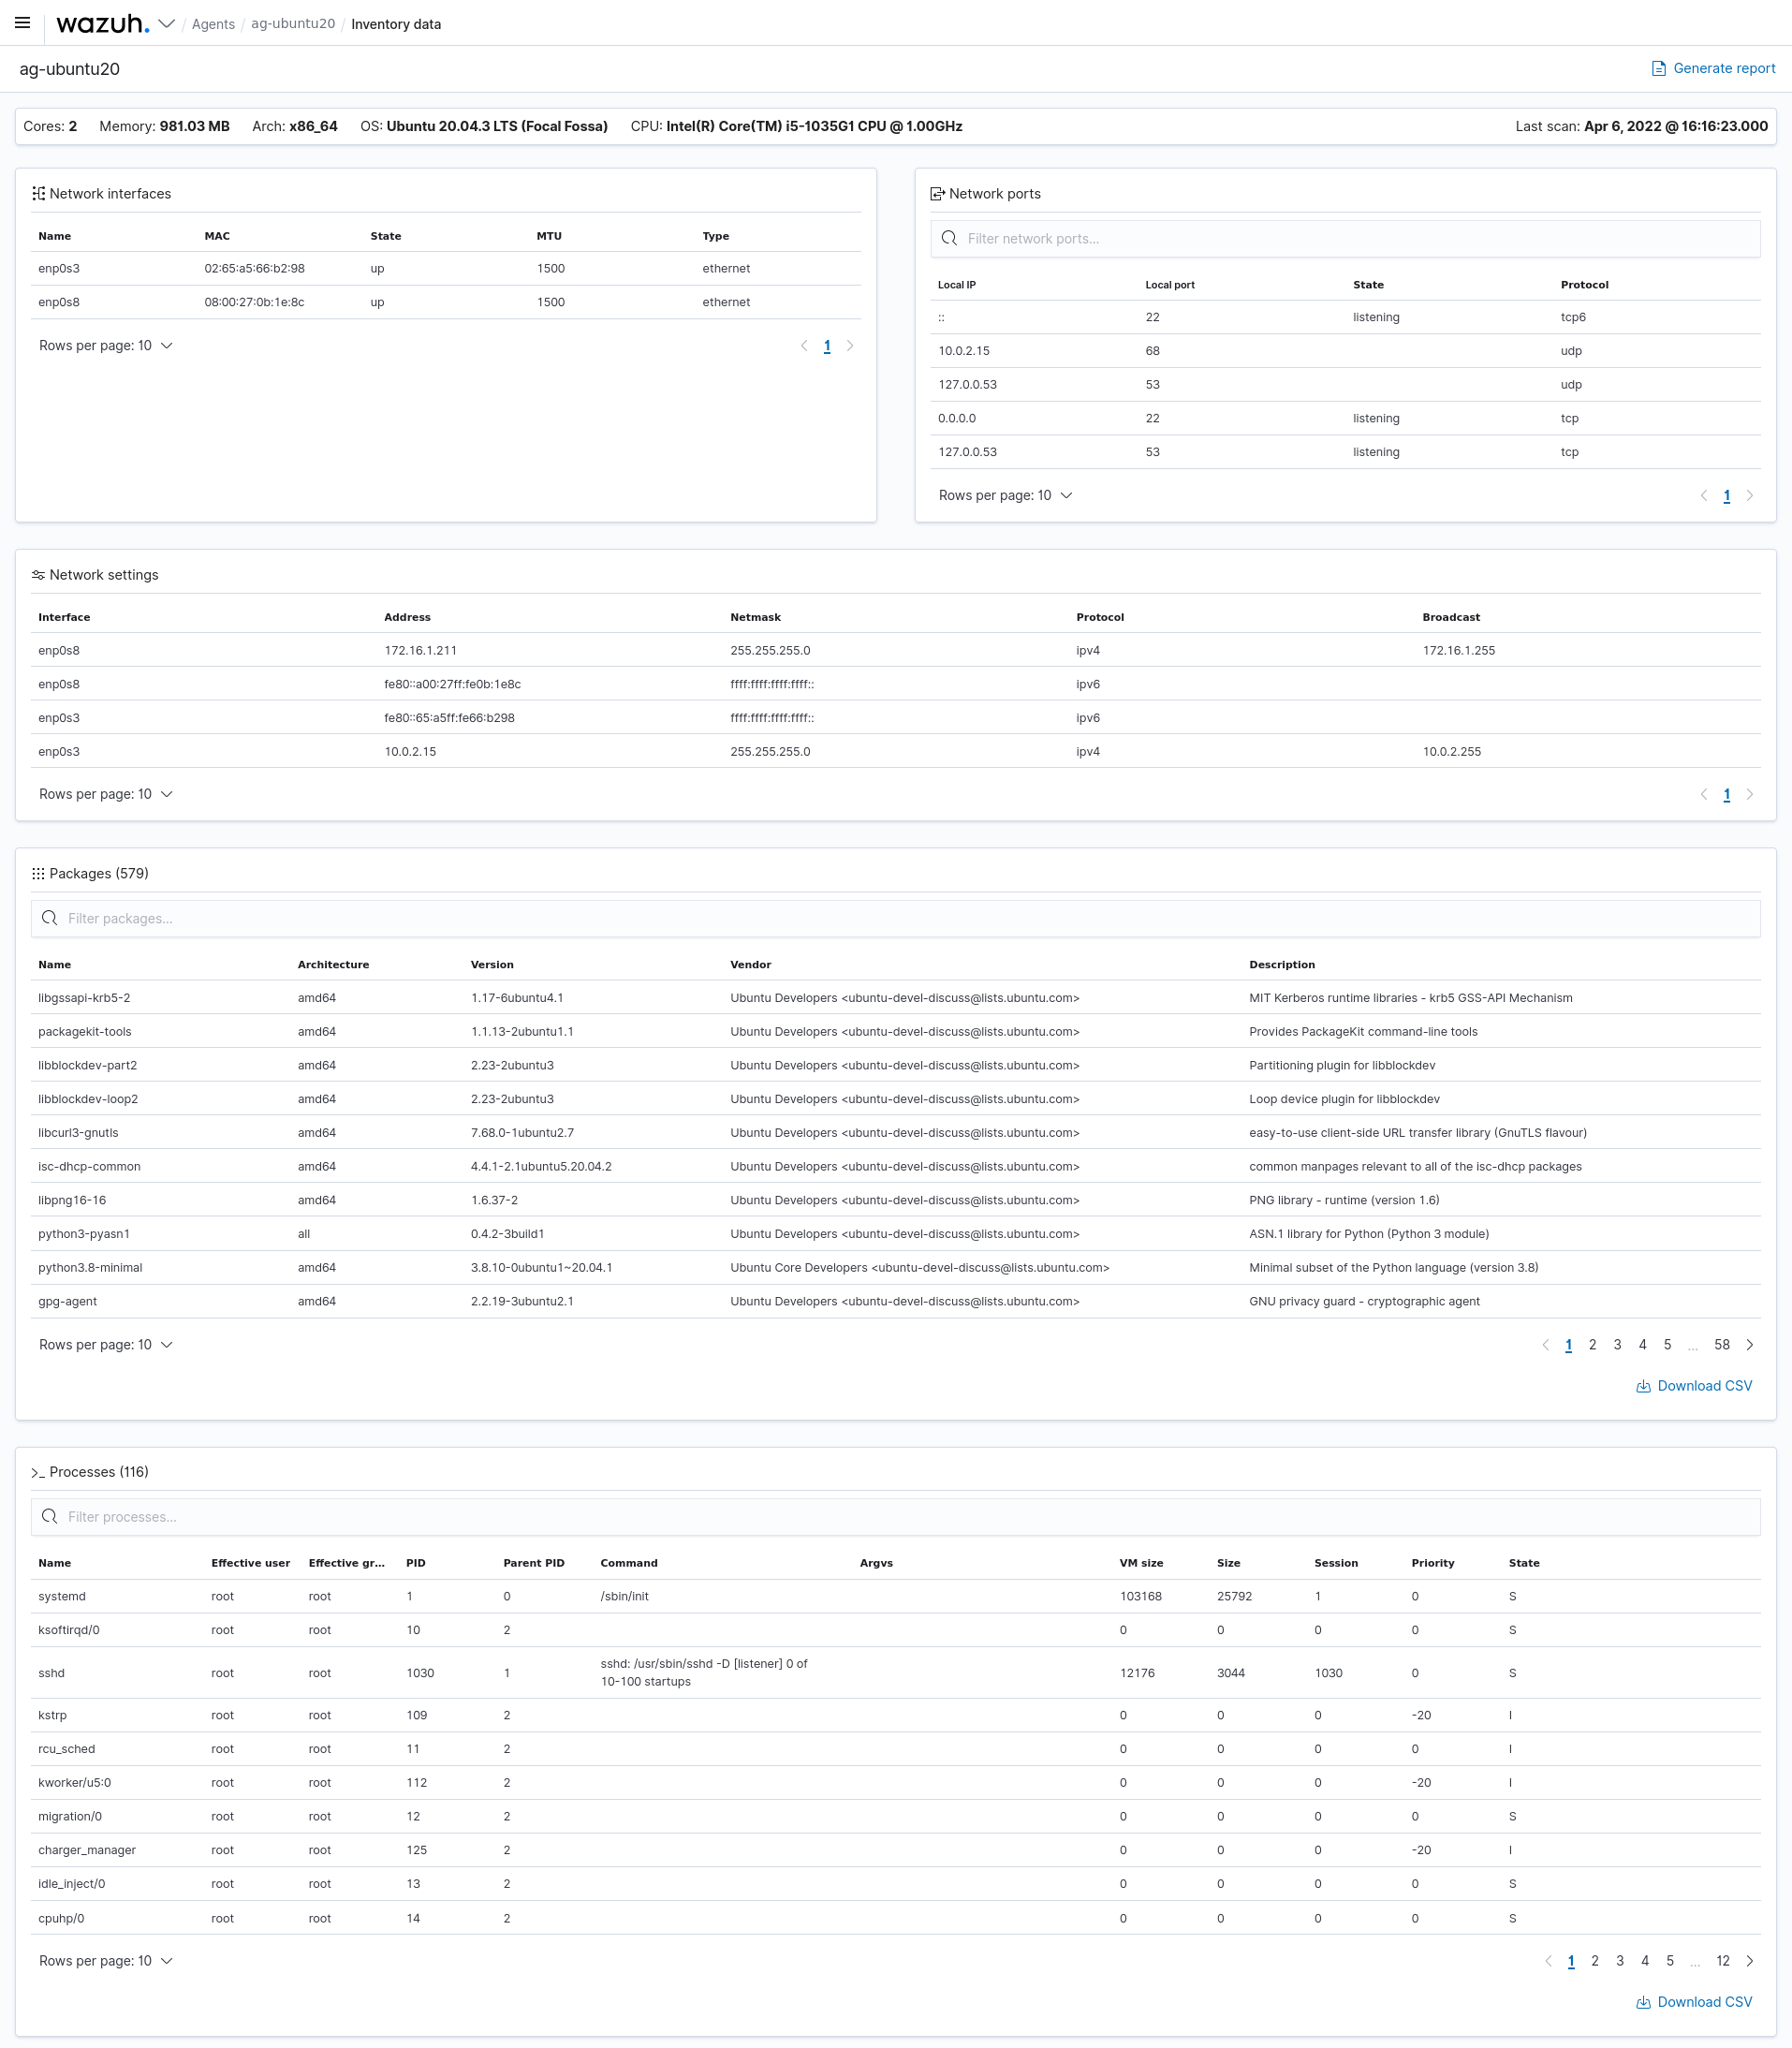 wazuh. / Agents / ag-ubuntu20 / Inventory data
ag-ubuntu20
Generate report
Cores: 2 Memory: 981.03 MB Arch: x86_64 OS: Ubuntu 20.04.3 LTS (Focal Fossa) CPU: Intel(R) Core(TM) i5-1035G1 CPU @ 1.00GHz Last scan: Apr 6, 2022 @ 16:16:23.000
Network interfaces
Name MAC State MTU Type
enp0s3 02:65:a5:66:b2:98 up 1500 ethernet
enp0s8 08:00:27:0b:1e:8c up 1500 ethernet
Rows per page: 10 1
Network ports
Filter network ports...
Local IP Local port State Protocol
:: 22 listening tcp6
10.0.2.15 68 udp
127.0.0.53 53 udp
0.0.0.0 22 listening tcp
127.0.0.53 53 listening tcp
Rows per page: 10 1
Network settings
Interface Address Netmask Protocol Broadcast
enp0s8 172.16.1.211 255.255.255.0 ipv4 172.16.1.255
enp0s8 fe80::a00:27ff:fe0b:1e8c ffff:ffff:ffff:ffff:: ipv6
enp0s3 fe80::65:a5ff:fe66:b298 ffff:ffff:ffff:ffff:: ipv6
enp0s3 10.0.2.15 255.255.255.0 ipv4 10.0.2.255
Rows per page: 10 1
Packages (579)
Filter packages...
Name Architecture Version Vendor Description
libgssapi-krb5-2 amd64 1.17-6ubuntu4.1 Ubuntu Developers <ubuntu-devel-discuss@lists.ubuntu.com> MIT Kerberos runtime libraries - krb5 GSS-API Mechanism
packagekit-tools amd64 1.1.13-2ubuntu1.1 Ubuntu Developers <ubuntu-devel-discuss@lists.ubuntu.com> Provides PackageKit command-line tools
libblockdev-part2 amd64 2.23-2ubuntu3 Ubuntu Developers <ubuntu-devel-discuss@lists.ubuntu.com> Partitioning plugin for libblockdev
libblockdev-loop2 amd64 2.23-2ubuntu3 Ubuntu Developers <ubuntu-devel-discuss@lists.ubuntu.com> Loop device plugin for libblockdev
libcurl3-gnutls amd64 7.68.0-1ubuntu2.7 Ubuntu Developers <ubuntu-devel-discuss@lists.ubuntu.com> easy-to-use client-side URL transfer library (GnuTLS flavour)
isc-dhcp-common amd64 4.4.1-2.1ubuntu5.20.04.2 Ubuntu Developers <ubuntu-devel-discuss@lists.ubuntu.com> common manpages relevant to all of the isc-dhcp packages
libpng16-16 amd64 1.6.37-2 Ubuntu Developers <ubuntu-devel-discuss@lists.ubuntu.com> PNG library - runtime (version 1.6)
python3-pyasn1 all 0.4.2-3build1 Ubuntu Developers <ubuntu-devel-discuss@lists.ubuntu.com> ASN.1 library for Python (Python 3 module)
python3.8-minimal amd64 3.8.10-0ubuntu1~20.04.1 Ubuntu Core Developers <ubuntu-devel-discuss@lists.ubuntu.com> Minimal subset of the Python language (version 3.8)
gpg-agent amd64 2.2.19-3ubuntu2.1 Ubuntu Developers <ubuntu-devel-discuss@lists.ubuntu.com> GNU privacy guard - cryptographic agent
Rows per page: 10 1 2 3 4 5 ... 58
Download CSV
>_ Processes (116)
Filter processes...
Name Effective user Effective gr... PID Parent PID Command Argvs VM size Size Session Priority State
systemd root root 1 0 /sbin/init 103168 25792 1 0 S
ksoftirqd/0 root root 10 2 0 0 0 0 S
sshd root root 1030 1 sshd: /usr/sbin/sshd -D [listener] 0 of 12176 3044 1030 0 S
10-100 startups
kstrp root root 109 2 0 0 0 -20 I
rcu_sched root root 11 2 0 0 0 0 I
kworker/u5:0 root root 112 2 0 0 0 -20 I
migration/0 root root 12 2 0 0 0 0 S
charger_manager root root 125 2 0 0 0 -20 I
idle_inject/0 root root 13 2 0 0 0 0 S
cpuhp/0 root root 14 2 0 0 0 0 S
Rows per page: 10 1 2 3 4 5 ... 12
Download CSV